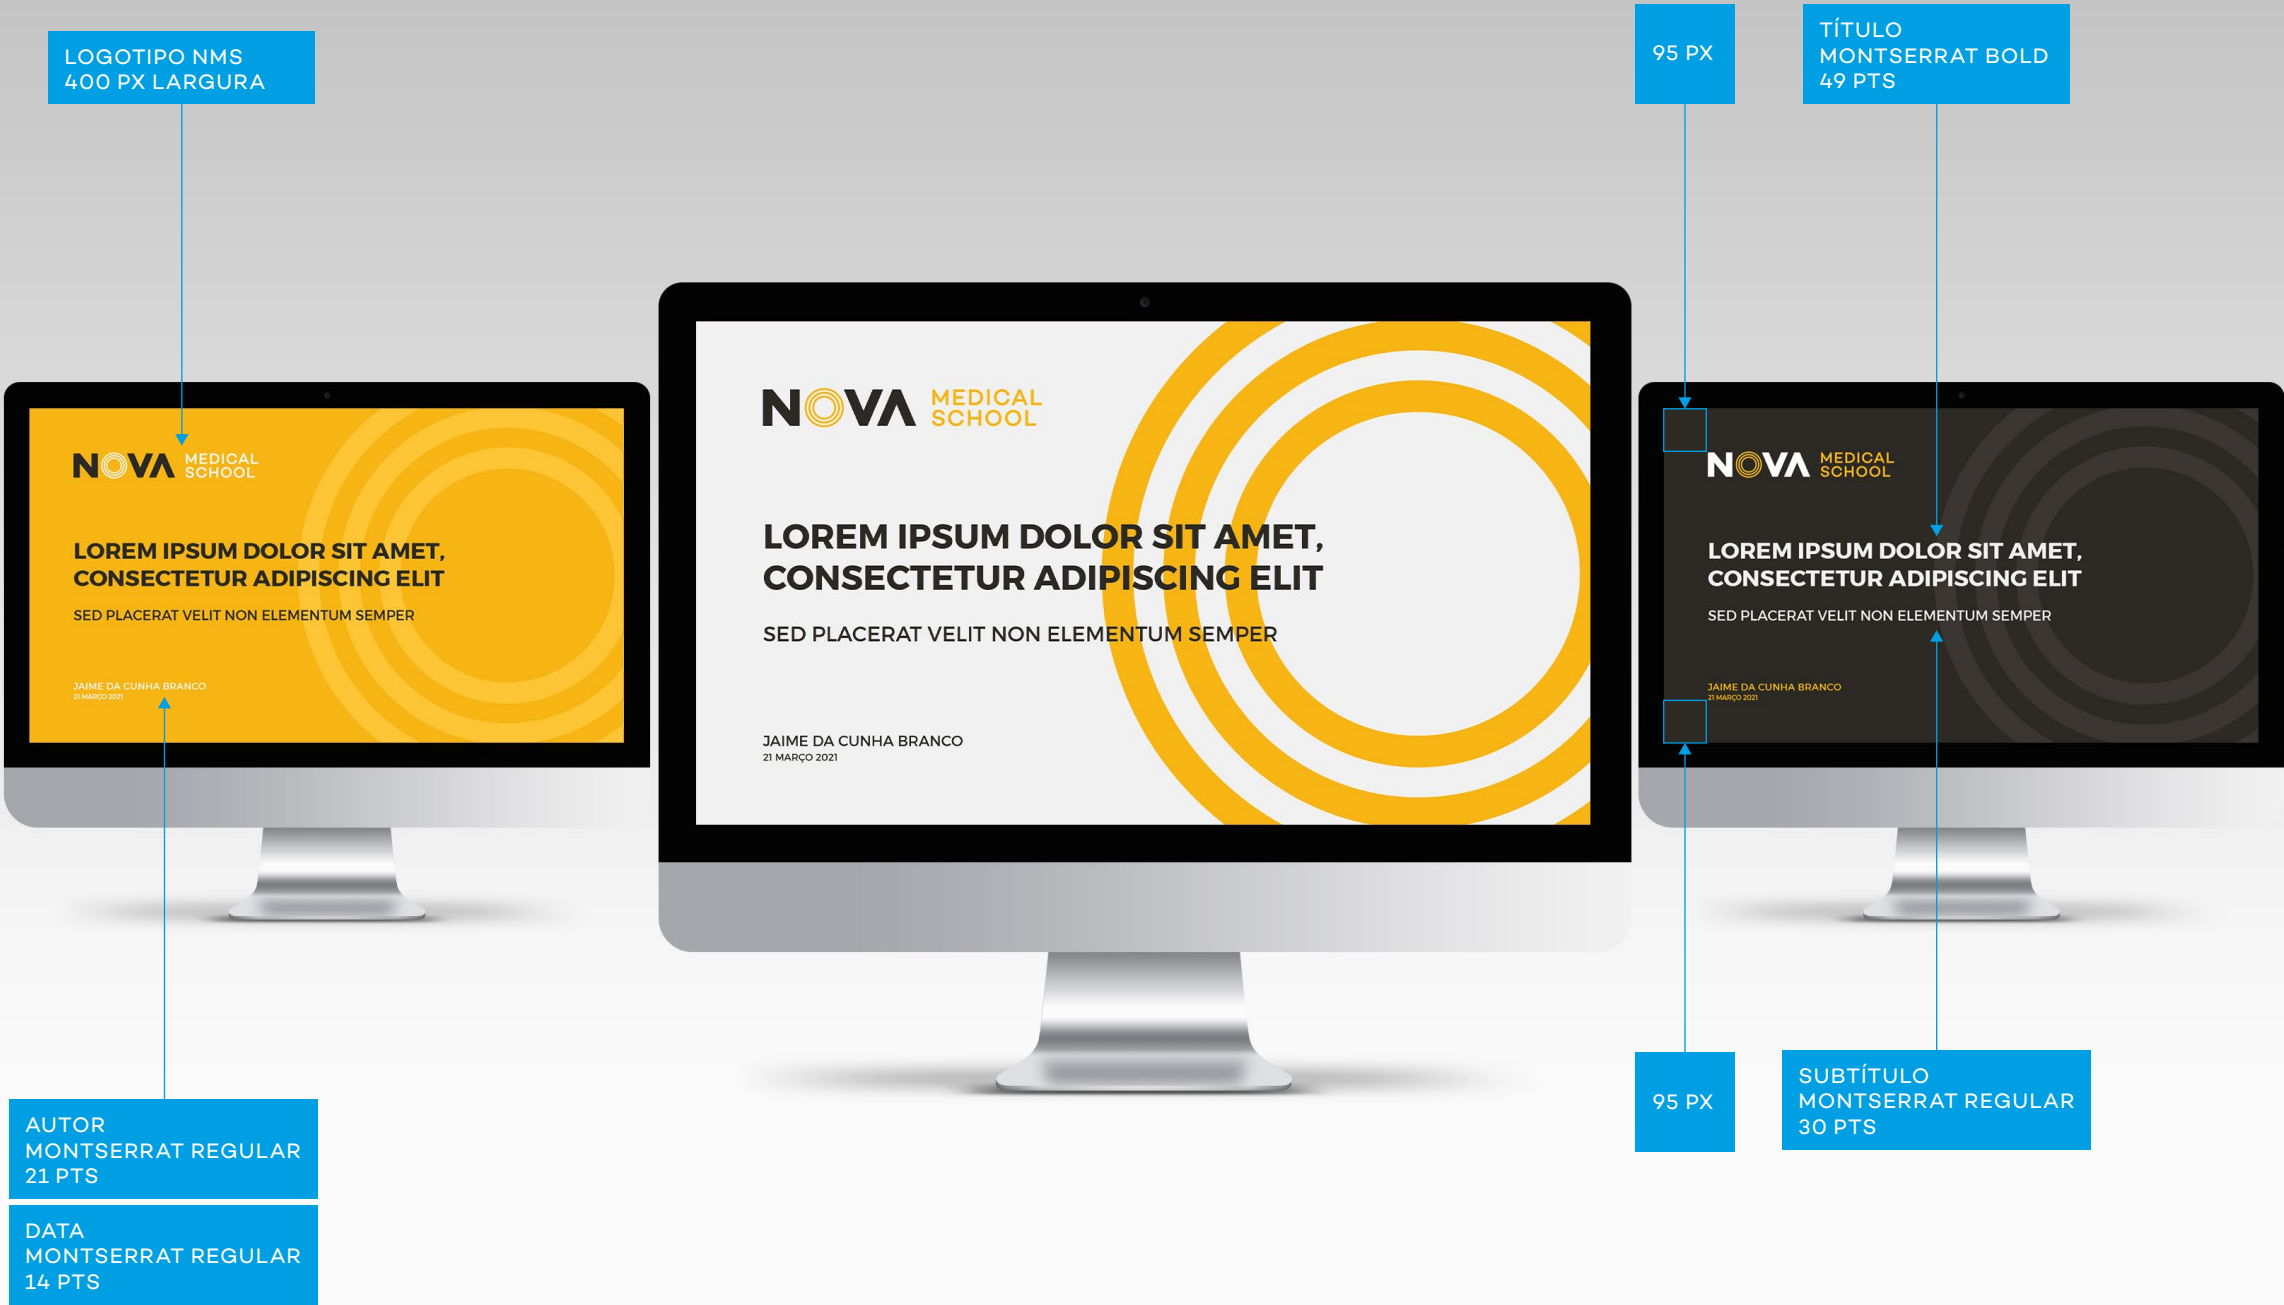 LOGOTIPO NMS
400 PX LARGURA
95 PX
TÍTULO
MONTSERRAT BOLD
49 PTS
NOVA MEDICAL
SCHOOL
LOREM IPSUM DOLOR SIT AMET,
CONSECTETUR ADIPISCING ELIT
SED PLACERAT VELIT NON ELEMENTUM SEMPER
JAIME DA CUNHA BRANCO
21 MARÇO 2021
NOVA MEDICAL
SCHOOL
LOREM IPSUM DOLOR SIT AMET,
CONSECTETUR ADIPISCING ELIT
SED PLACERAT VELIT NON ELEMENTUM SEMPER
JAIME DA CUNHA BRANCO
21 MARÇO 2021
NOVA MEDICAL
SCHOOL
LOREM IPSUM DOLOR SIT AMET,
CONSECTETUR ADIPISCING ELIT
SED PLACERAT VELIT NON ELEMENTUM SEMPER
JAIME DA CUNHA BRANCO
21 MARÇO 2021
AUTOR
MONTSERRAT REGULAR
21 PTS
DATA
MONTSERRAT REGULAR
14 PTS
95 PX
SUBTÍTULO
MONTSERRAT REGULAR
30 PTS